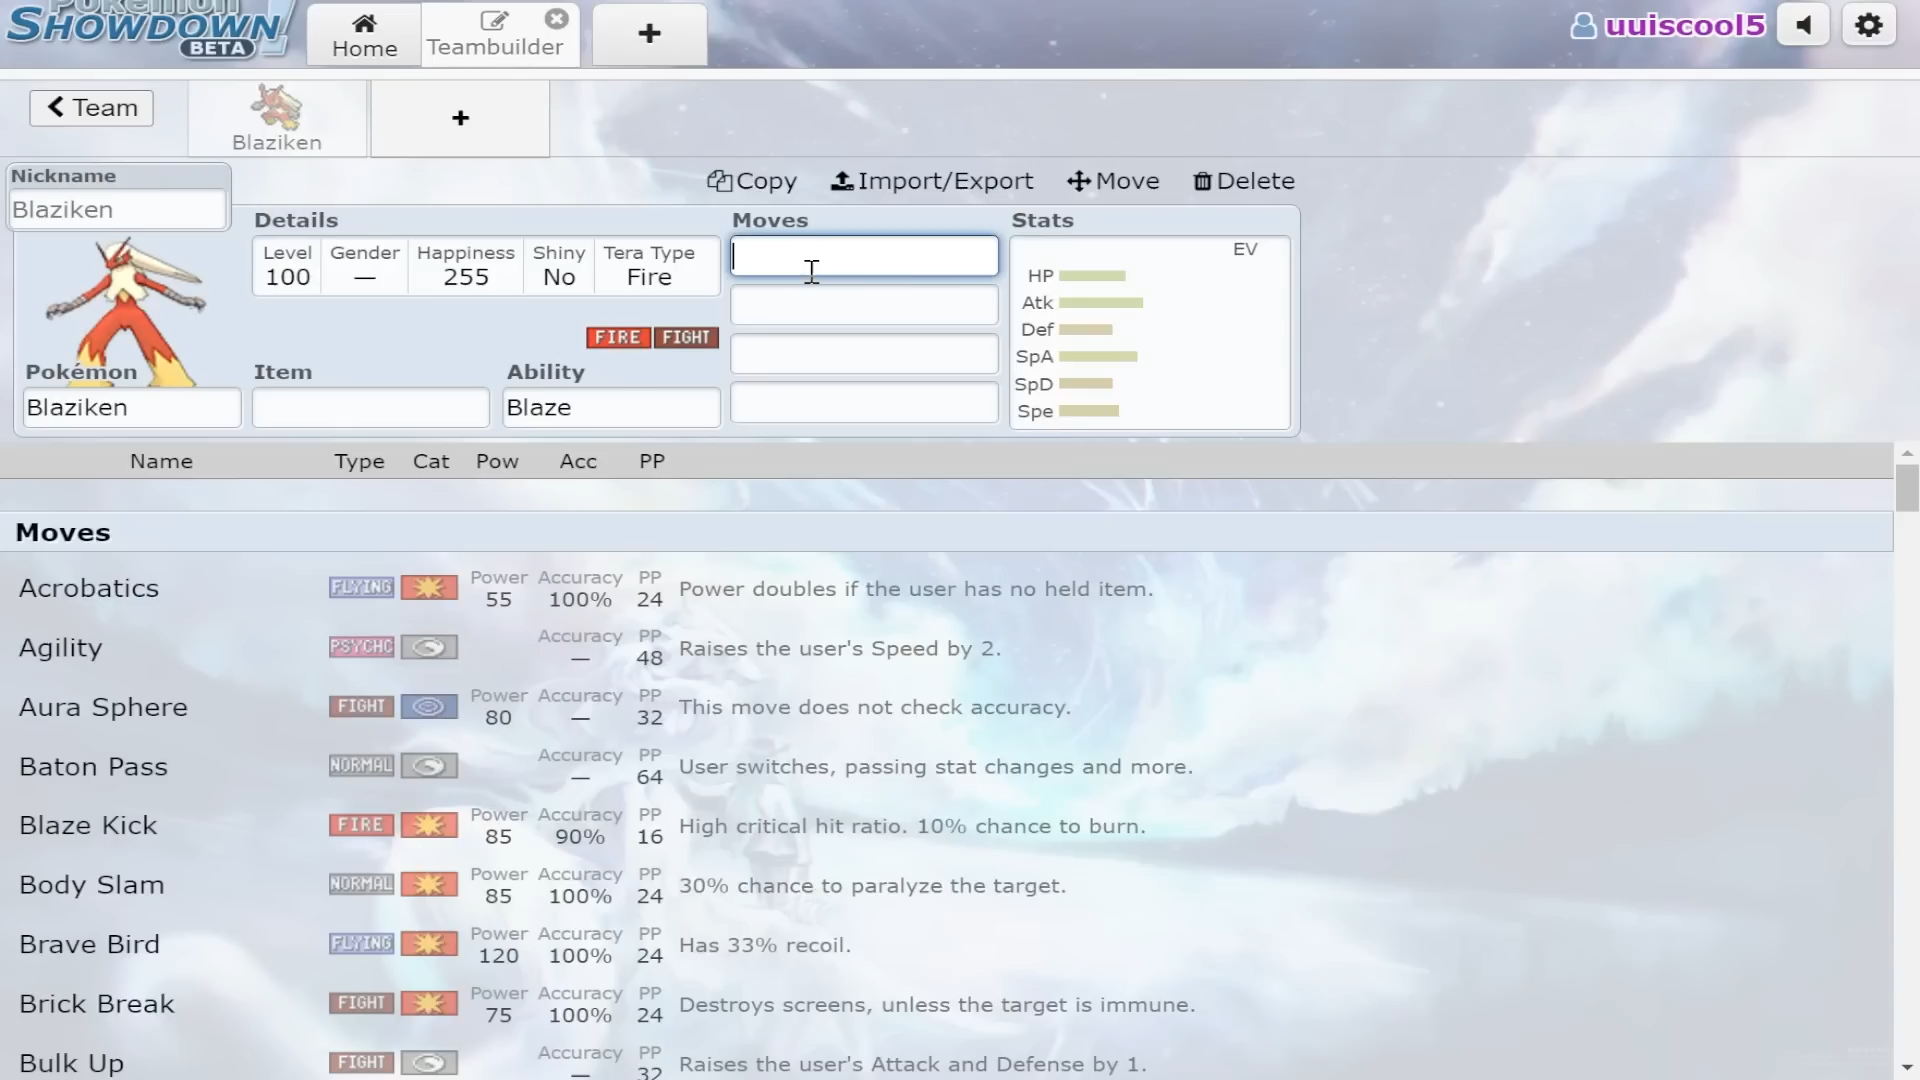 Pokémon
SHOWDOWN!
BETA
Home
Teambuilder
+
uuiscool5
Team
Blaziken
+
Nickname
Blaziken
Copy
Import/Export
Move
Delete
Details
Moves
Stats
Level
100
Gender
—
Happiness
255
Shiny
No
Tera Type
Fire
EV
HP
Atk
Def
SpA
SpD
Spe
FIRE
FIGHT
Pokémon
Blaziken
Item
Ability
Blaze
Name Type Cat Pow Acc PP
Moves
Acrobatics FLYING Power 55 Accuracy 100% PP 24 Power doubles if the user has no held item.
Agility PSYCHC Accuracy — PP 48 Raises the user's Speed by 2.
Aura Sphere FIGHT Power 80 Accuracy — PP 32 This move does not check accuracy.
Baton Pass NORMAL Accuracy — PP 64 User switches, passing stat changes and more.
Blaze Kick FIRE Power 85 Accuracy 90% PP 16 High critical hit ratio. 10% chance to burn.
Body Slam NORMAL Power 85 Accuracy 100% PP 24 30% chance to paralyze the target.
Brave Bird FLYING Power 120 Accuracy 100% PP 24 Has 33% recoil.
Brick Break FIGHT Power 75 Accuracy 100% PP 24 Destroys screens, unless the target is immune.
Bulk Up FIGHT Accuracy — PP 32 Raises the user's Attack and Defense by 1.